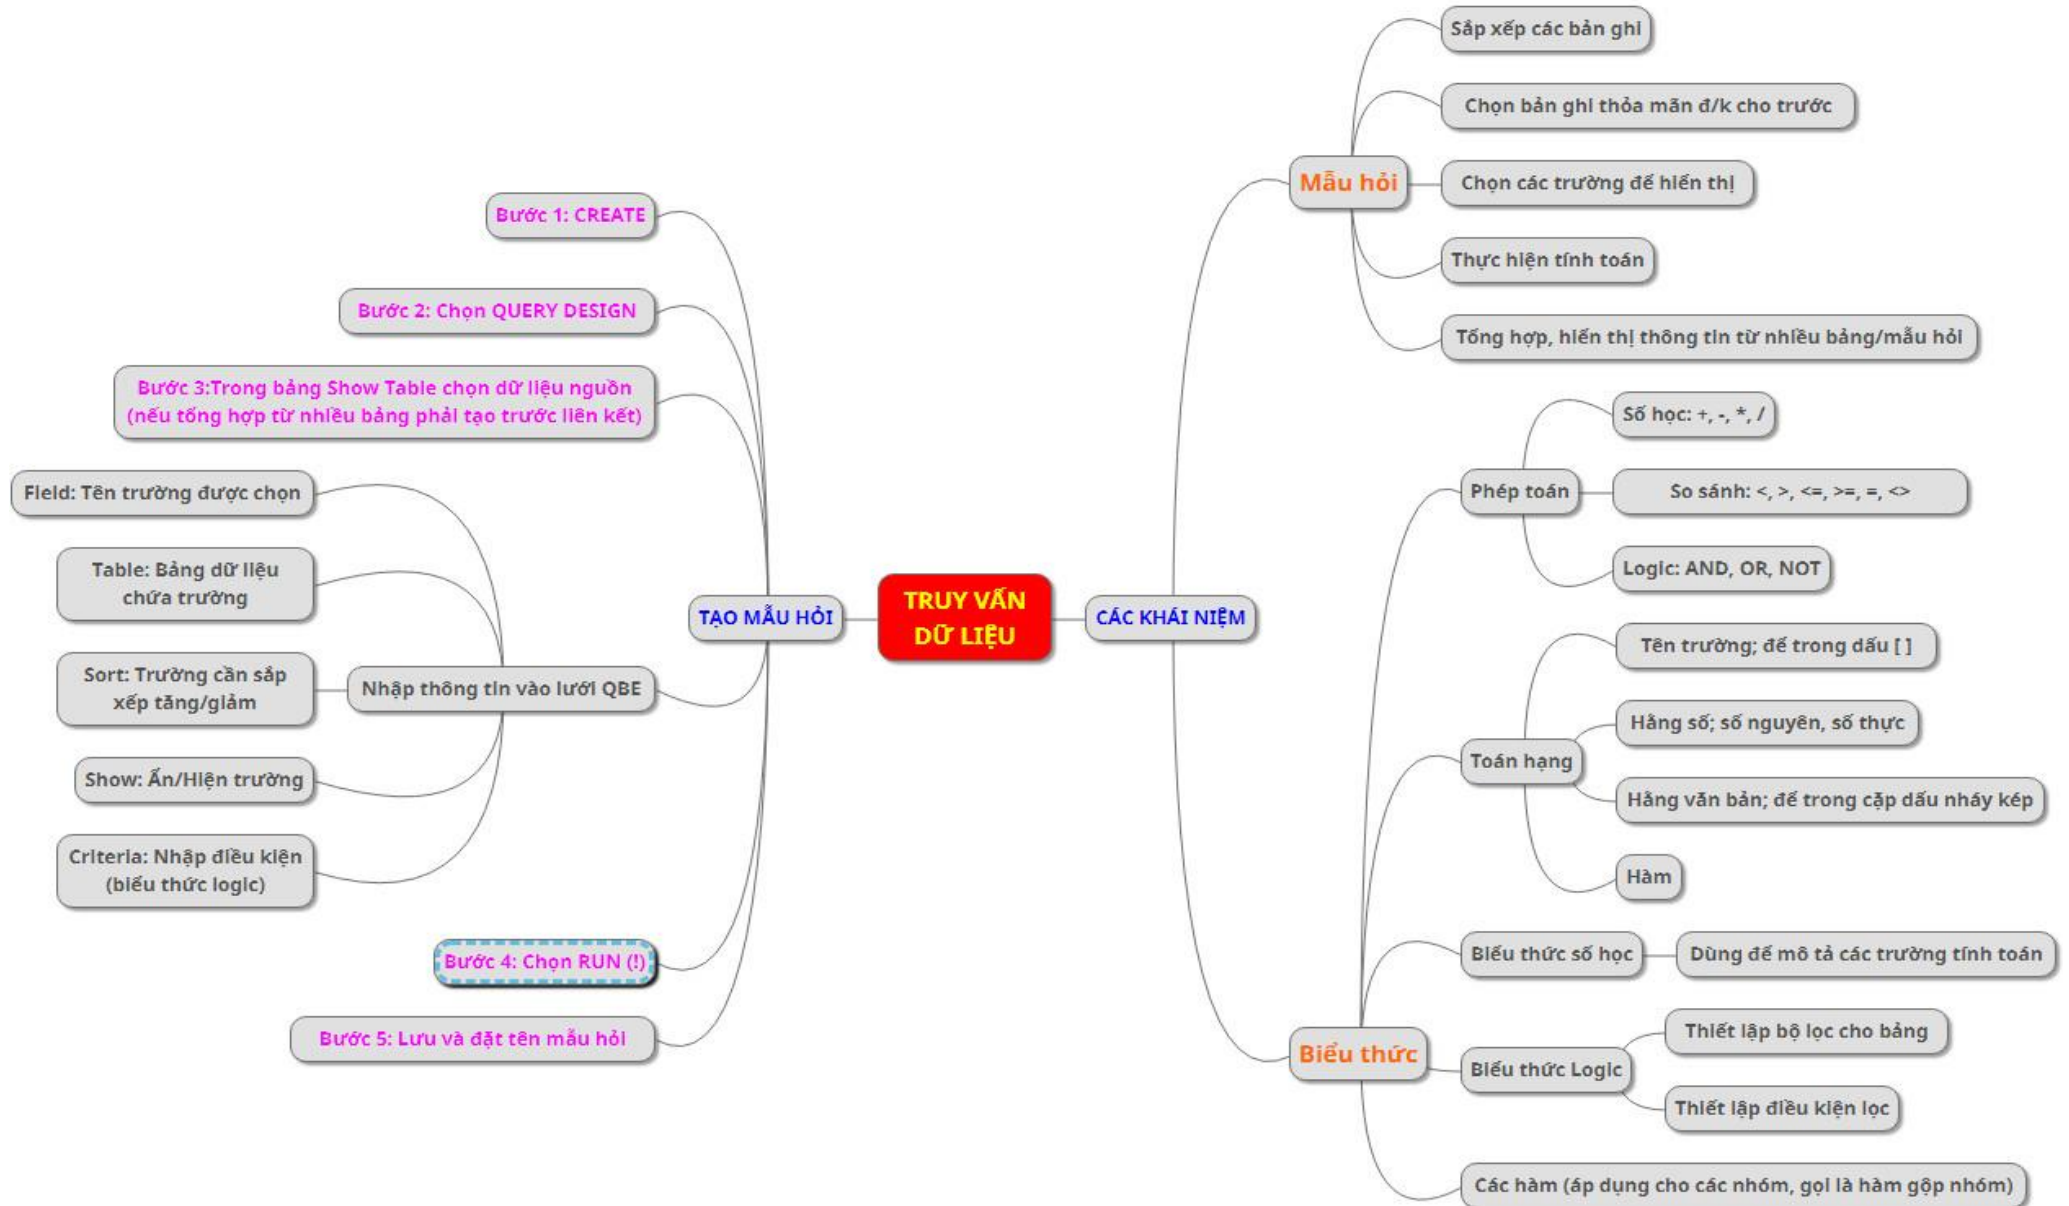 TRUY VẤN
DỮ LIỆU
CÁC KHÁI NIỆM
Mẫu hỏi
Sắp xếp các bản ghi
Chọn bản ghi thỏa mãn đ/k cho trước
Chọn các trường để hiển thị
Thực hiện tính toán
Tổng hợp, hiển thị thông tin từ nhiều bảng/mẫu hỏi
Biểu thức
Phép toán
Số học: +, -, *, /
So sánh: <, >, <=, >=, =, <>
Logic: AND, OR, NOT
Toán hạng
Tên trường; để trong dấu [ ]
Hằng số; số nguyên, số thực
Hằng văn bản; để trong cặp dấu nháy kép
Hàm
Biểu thức số học
Dùng để mô tả các trường tính toán
Biểu thức Logic
Thiết lập bộ lọc cho bảng
Thiết lập điều kiện lọc
Các hàm (áp dụng cho các nhóm, gọi là hàm gộp nhóm)
TẠO MẪU HỎI
Bước 1: CREATE
Bước 2: Chọn QUERY DESIGN
Bước 3:Trong bảng Show Table chọn dữ liệu nguồn
(nếu tổng hợp từ nhiều bảng phải tạo trước liên kết)
Nhập thông tin vào lưới QBE
Field: Tên trường được chọn
Table: Bảng dữ liệu
chứa trường
Sort: Trường cần sắp
xếp tăng/giảm
Show: Ẩn/Hiện trường
Criteria: Nhập điều kiện
(biểu thức logic)
Bước 4: Chọn RUN (!)
Bước 5: Lưu và đặt tên mẫu hỏi